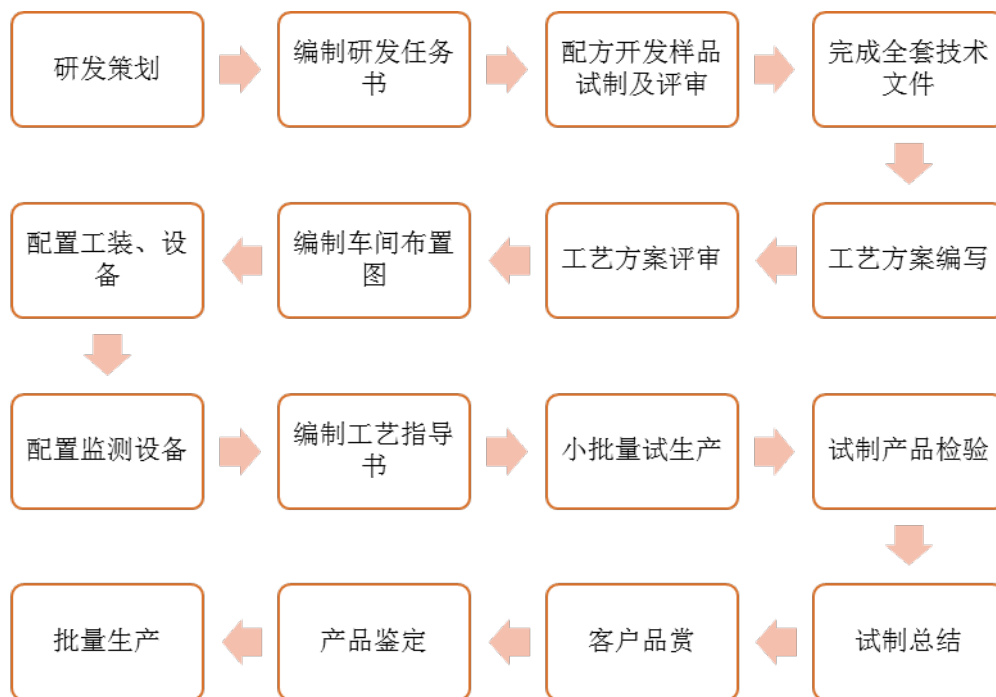 研发策划
编制研发任务
书
配方开发样品
试制及评审
完成全套技术
文件
工艺方案编写
工艺方案评审
编制车间布置
图
配置工装、设
备
配置监测设备
编制工艺指导
书
小批量试生产
试制产品检验
试制总结
客户品赏
产品鉴定
批量生产